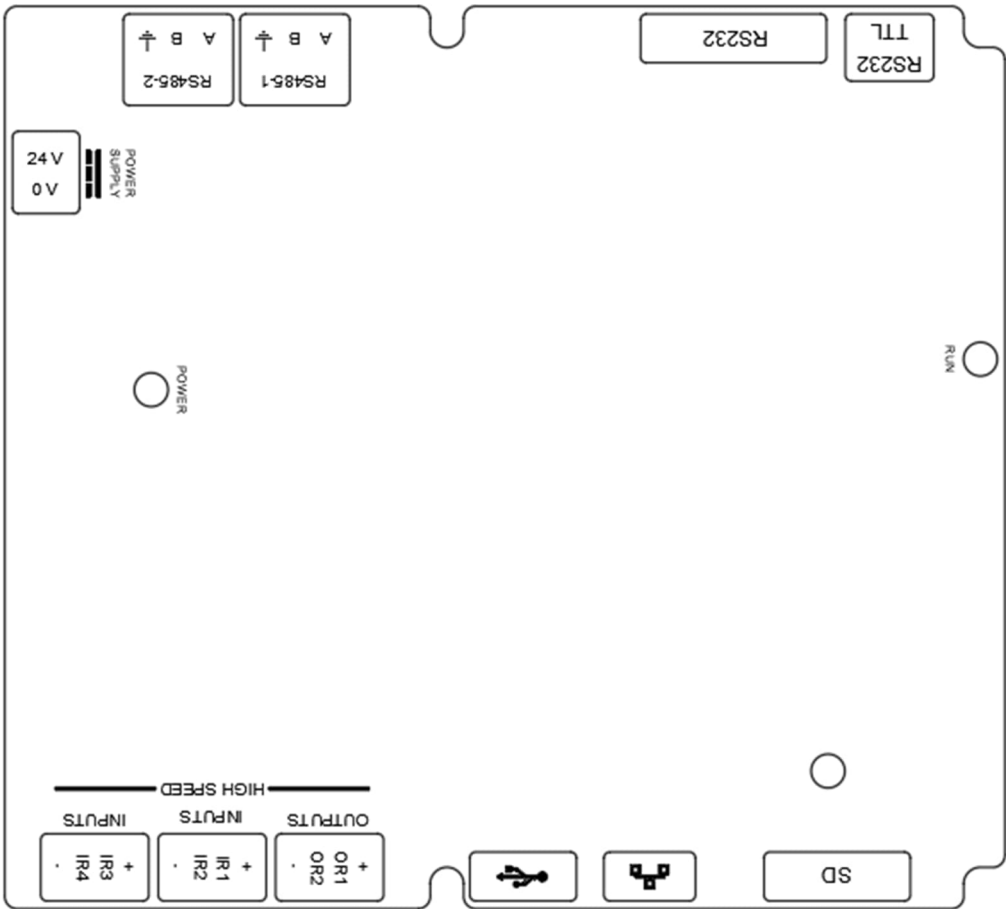 A B ⏚
RS485-2
A B ⏚
RS485-1
RS232
RS232
TTL
24 V
0 V
POWER
SUPPLY
POWER
RUN
HIGH SPEED
INPUTS
INPUTS
OUTPUTS
+
IR3
IR4
-
+
IR1
IR2
-
+
OR1
OR2
-
SD